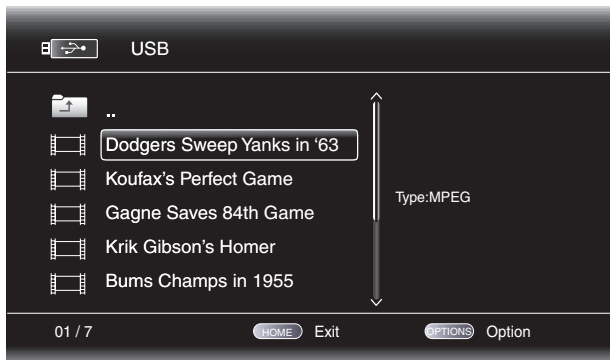 USB
..
Dodgers Sweep Yanks in ‘63
Koufax’s Perfect Game
Type:MPEG
Gagne Saves 84th Game
Krik Gibson’s Homer
Bums Champs in 1955
01 / 7
HOME Exit
OPTIONS Option